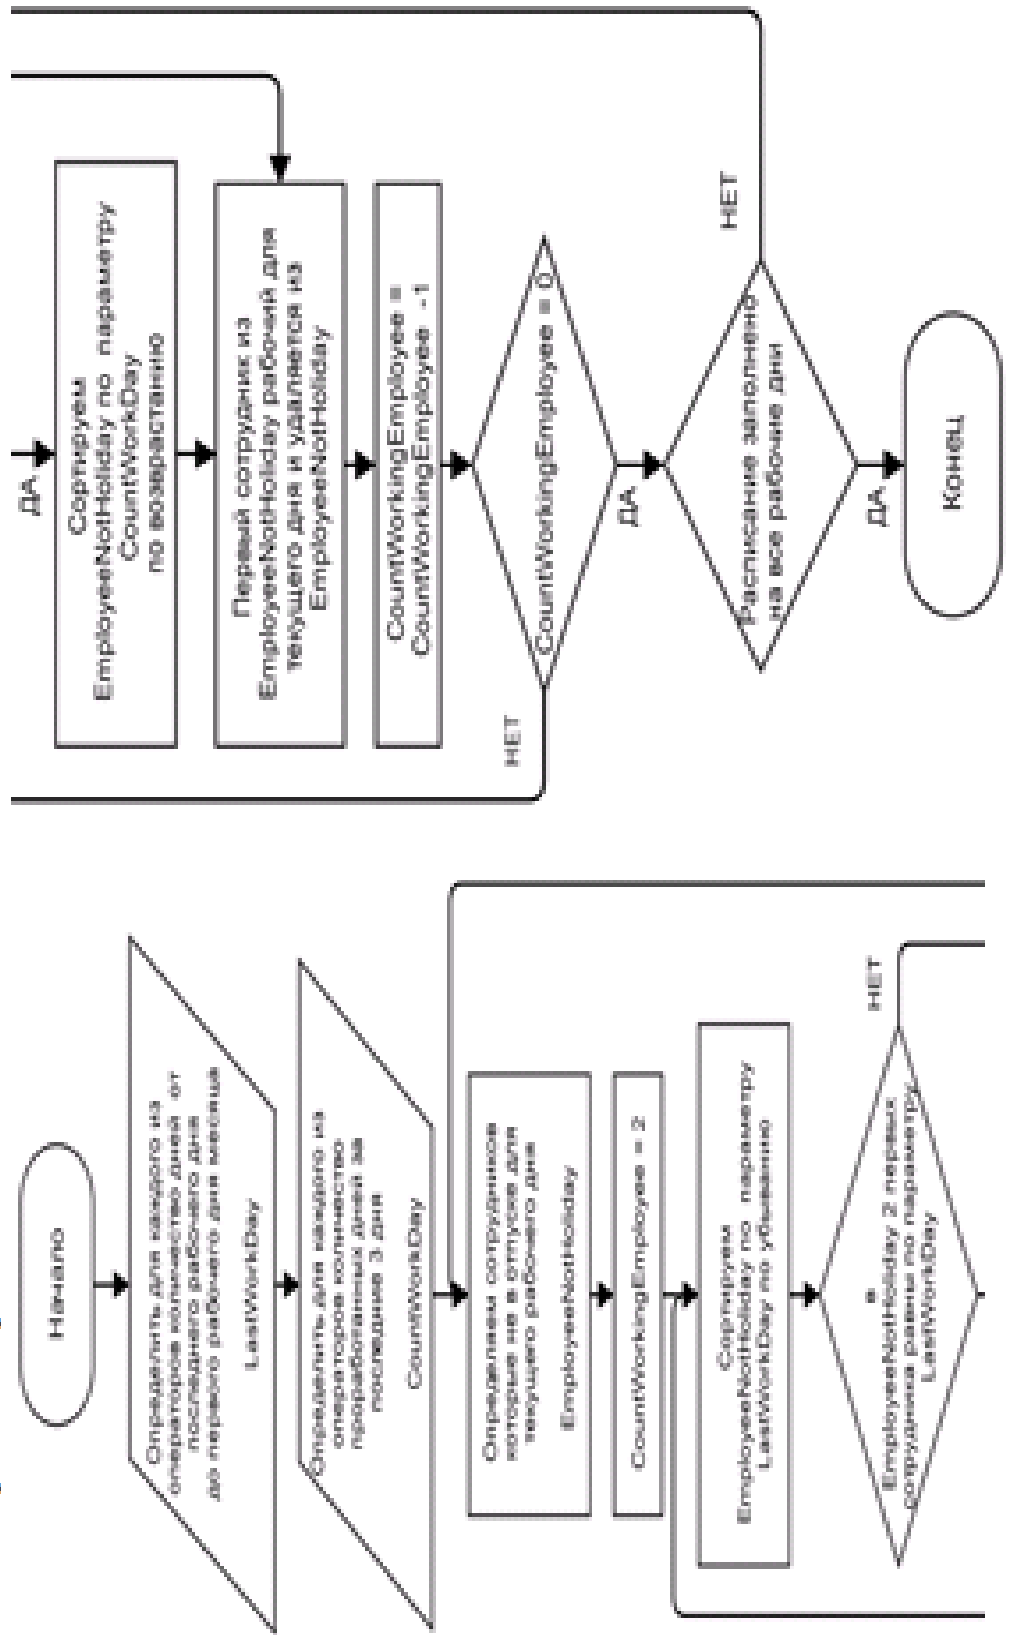 Начало
Определить для каждого из
операторов количество дней от
последнего рабочего дня
до первого рабочего дня месяца
LastWorkDay
Определить для каждого из
операторов количество
проработанных дней за
последние 3 дня
CountWorkDay
Определяем сотрудников
которые не в отпуске для
текущего рабочего дня
EmployeeNotHoliday
CountWorkingEmployee = 2
Сортируем
EmployeeNotHoliday по параметру
LastWorkDay по убыванию
в
EmployeeNotHoliday 2 первых
сотрудника равны по параметру
LastWorkDay
НЕТ
ДА
Сортируем
EmployeeNotHoliday по параметру
CountWorkDay
по возврастанию
Первый сотрудник из
EmployeeNotHoliday рабочий для
текущего дня и удаляется из
EmployeeNotHoliday
CountWorkingEmployee =
CountWorkingEmployee -1
CountWorkingEmployee = 0
НЕТ
ДА
Расписание заполнено
на все рабочие дни
НЕТ
ДА
Конец